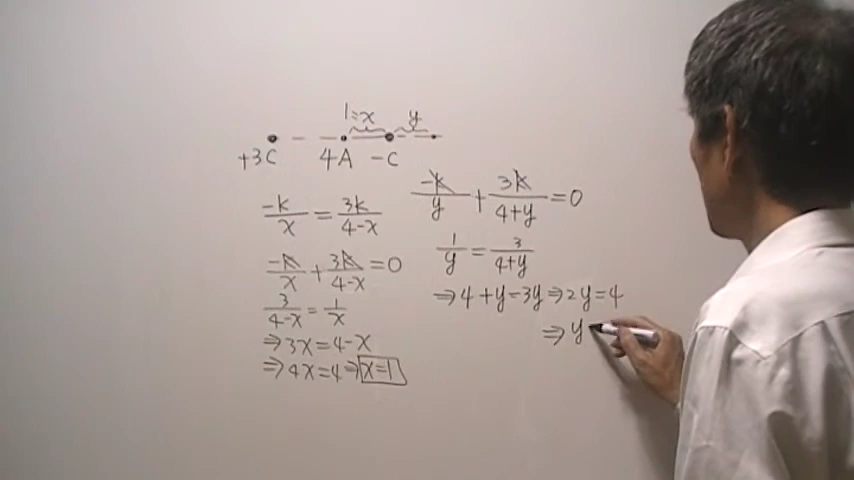 1=x y
+3C 4A -C
-k/x = 3k/4-x
-k/x + 3k/4-x = 0
3/4-x = 1/x
⇒3x=4-x
⇒4x=4⇒x=1
-k/y + 3k/4+y = 0
1/y = 3/4+y
⇒4+y=3y⇒2y=4
⇒y